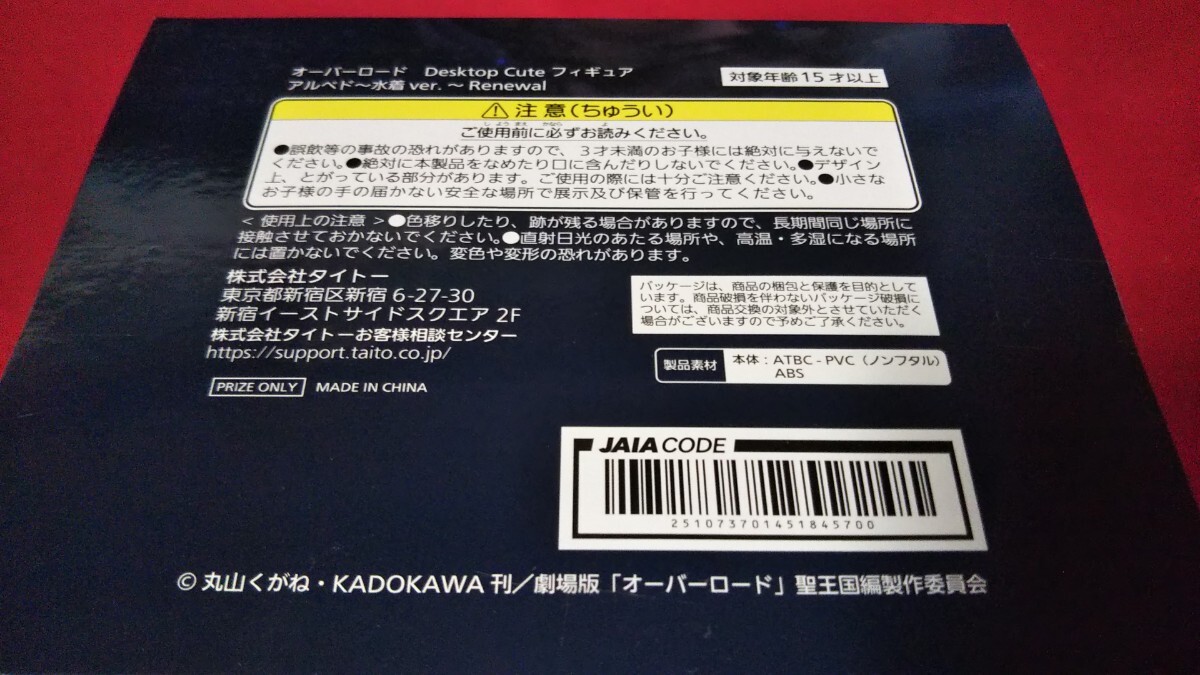 オーバーロード Desktop Cute フィギュア
アルベド～水着 ver. ～ Renewal
対象年齢 15 才以上
⚠ 注意(ちゅうい)
しようまえ かなら よ
ご使用前に必ずお読みください。
●誤飲等の事故の恐れがありますので、３才未満のお子様には絶対に与えないで
ください。●絶対に本製品をなめたり口に含んだりしないでください。●デザイン
上、とがっている部分があります。ご使用の際には十分ご注意ください。●小さな
お子様の手の届かない安全な場所で展示及び保管を行ってください。
< 使用上の注意 >●色移りしたり、跡が残る場合がありますので、長期間同じ場所に
接触させておかないでください。●直射日光のあたる場所や、高温・多湿になる場所
には置かないでください。変色や変形の恐れがあります。
株式会社タイトー
東京都新宿区新宿 6-27-30
新宿イーストサイドスクエア 2F
株式会社タイトーお客様相談センター
https://support.taito.co.jp/
PRIZE ONLY MADE IN CHINA
パッケージは、商品の梱包と保護を目的として
います。商品破損を伴わないパッケージ破損に
ついては、商品交換の対象外とさせていただく
場合がございますので予めご了承ください。
製品素材 本体：ATBC - PVC（ノンフタル）
ABS
JAIA CODE
251073701451845700
© 丸山くがね・KADOKAWA 刊／劇場版「オーバーロード」聖王国編製作委員会